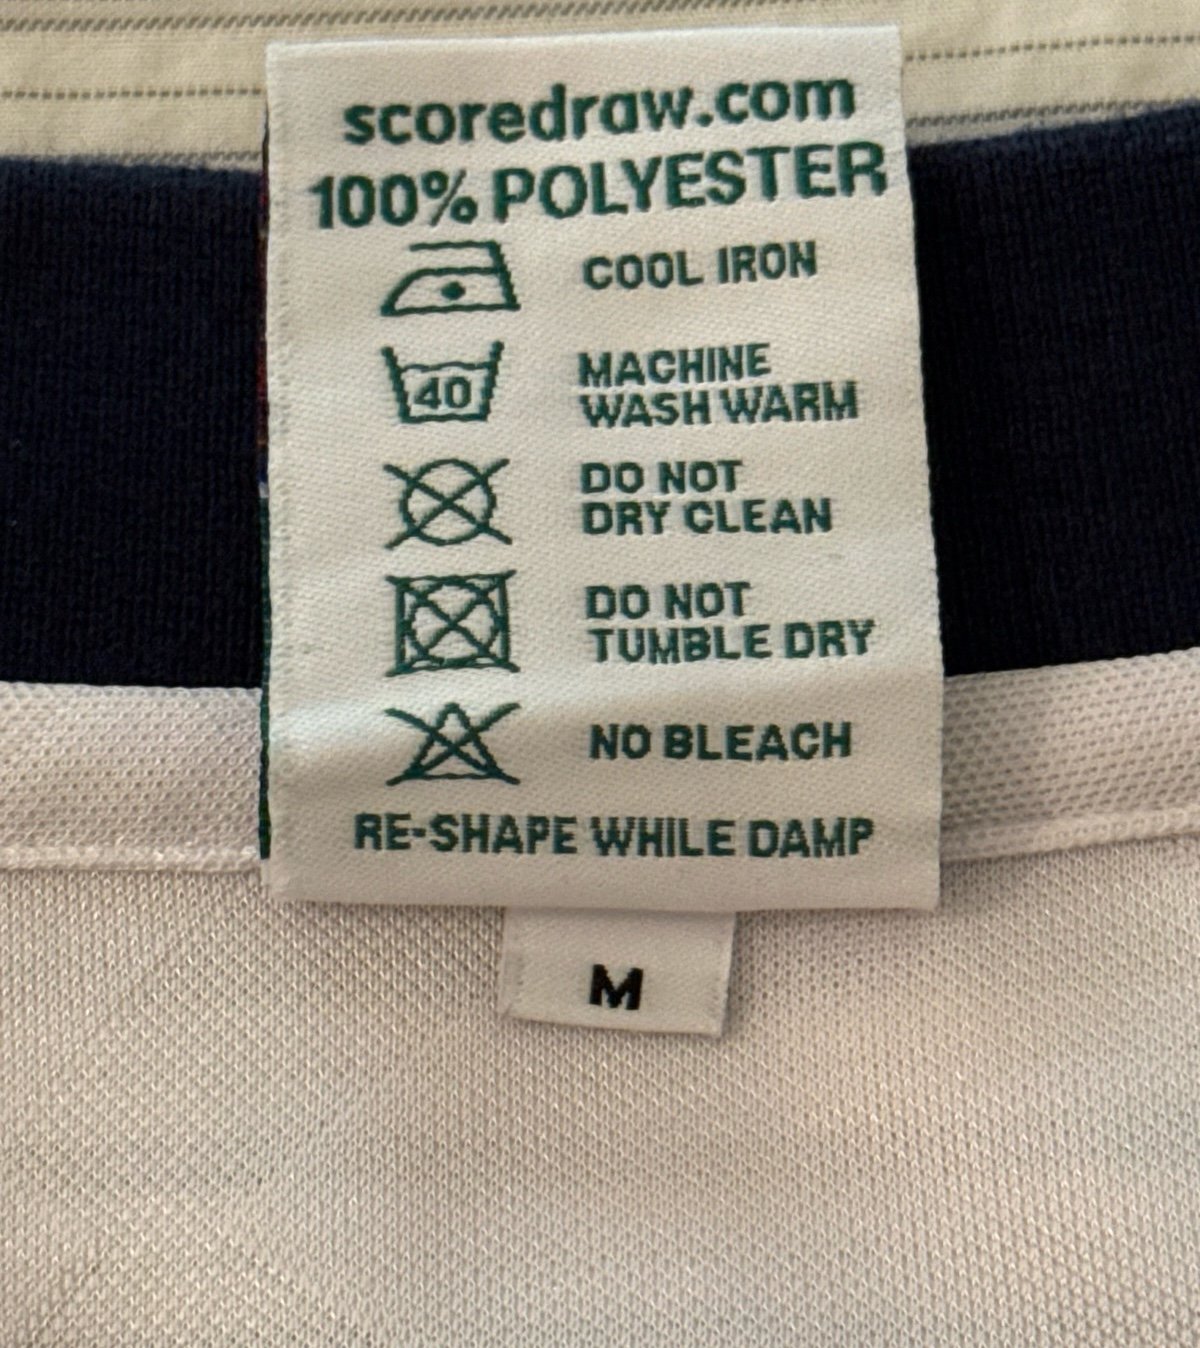 scoredraw.com
100% POLYESTER
COOL IRON
40
MACHINE
WASH WARM
DO NOT
DRY CLEAN
DO NOT
TUMBLE DRY
NO BLEACH
RE-SHAPE WHILE DAMP
M